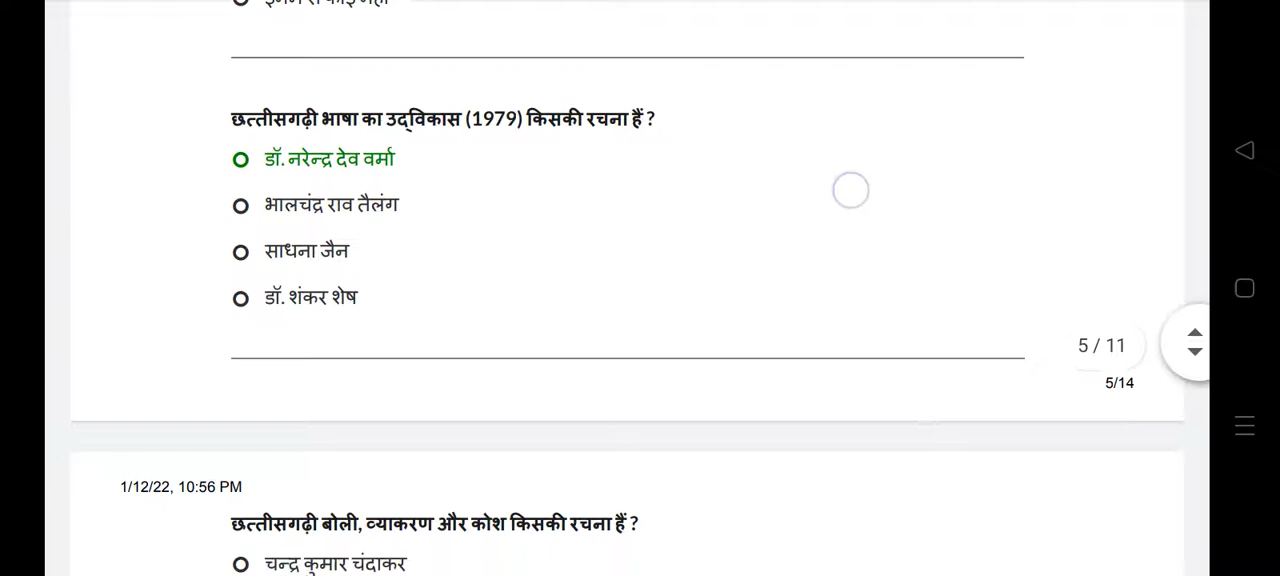 छत्तीसगढ़ी भाषा का उद्विकास (1979) किसकी रचना हैं ?
डॉ. नरेन्द्र देव वर्मा
भालचंद्र राव तैलंग
साधना जैन
डॉ. शंकर शेष
5 / 11
5/14
1/12/22, 10:56 PM
छत्तीसगढ़ी बोली, व्याकरण और कोश किसकी रचना हैं ?
चन्द्र कुमार चंदाकर